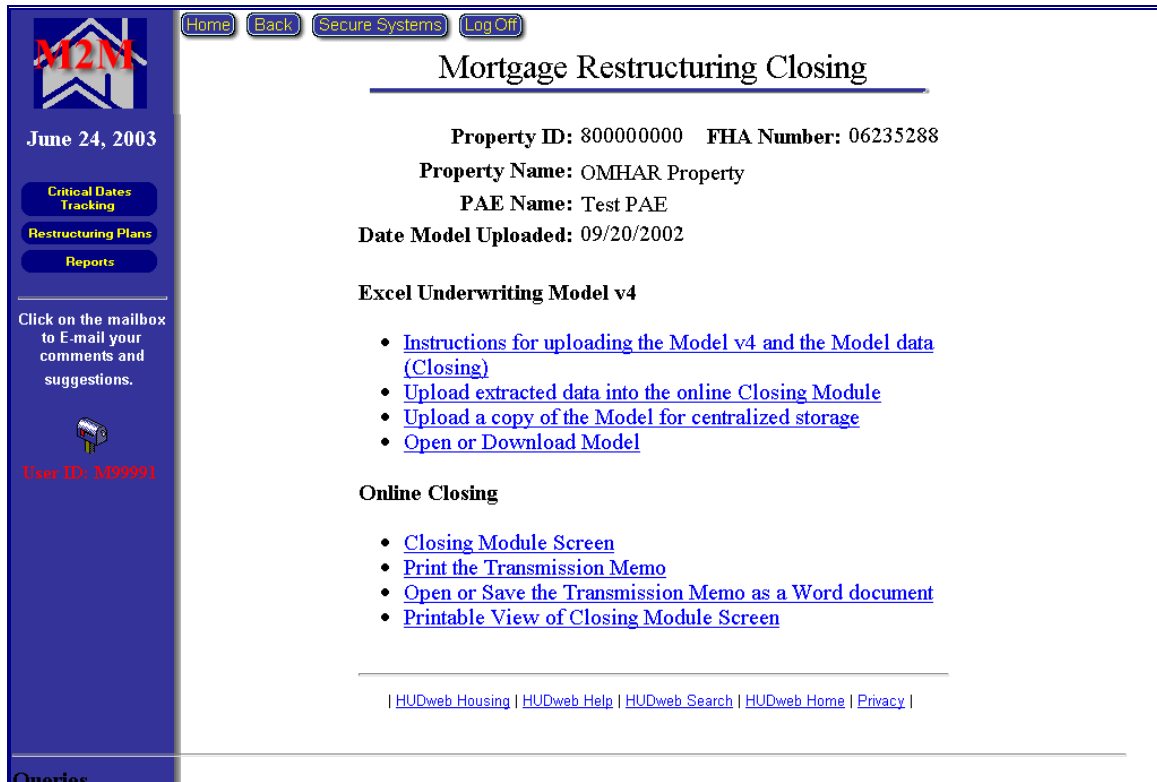 Home Back Secure Systems Log Off
M2M
June 24, 2003
Critical Dates
Tracking
Restructuring Plans
Reports
Click on the mailbox
to E-mail your
comments and
suggestions.
User ID: M99991
Mortgage Restructuring Closing
Property ID: 800000000 FHA Number: 06235288
Property Name: OMHAR Property
PAE Name: Test PAE
Date Model Uploaded: 09/20/2002
Excel Underwriting Model v4
• Instructions for uploading the Model v4 and the Model data
(Closing)
• Upload extracted data into the online Closing Module
• Upload a copy of the Model for centralized storage
• Open or Download Model
Online Closing
• Closing Module Screen
• Print the Transmission Memo
• Open or Save the Transmission Memo as a Word document
• Printable View of Closing Module Screen
| HUDweb Housing | HUDweb Help | HUDweb Search | HUDweb Home | Privacy |
Queries